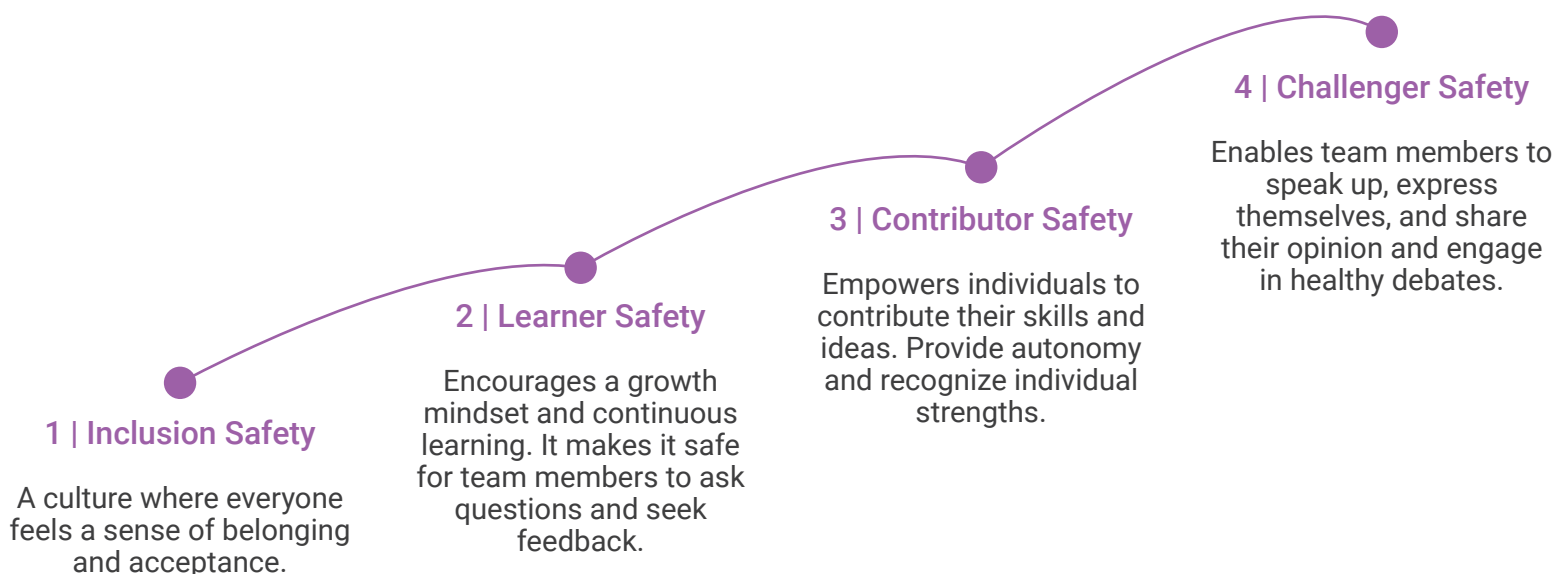 1 | Inclusion Safety
A culture where everyone
feels a sense of belonging
and acceptance.
2 | Learner Safety
Encourages a growth
mindset and continuous
learning. It makes it safe
for team members to ask
questions and seek
feedback.
3 | Contributor Safety
Empowers individuals to
contribute their skills and
ideas. Provide autonomy
and recognize individual
strengths.
4 | Challenger Safety
Enables team members to
speak up, express
themselves, and share
their opinion and engage
in healthy debates.